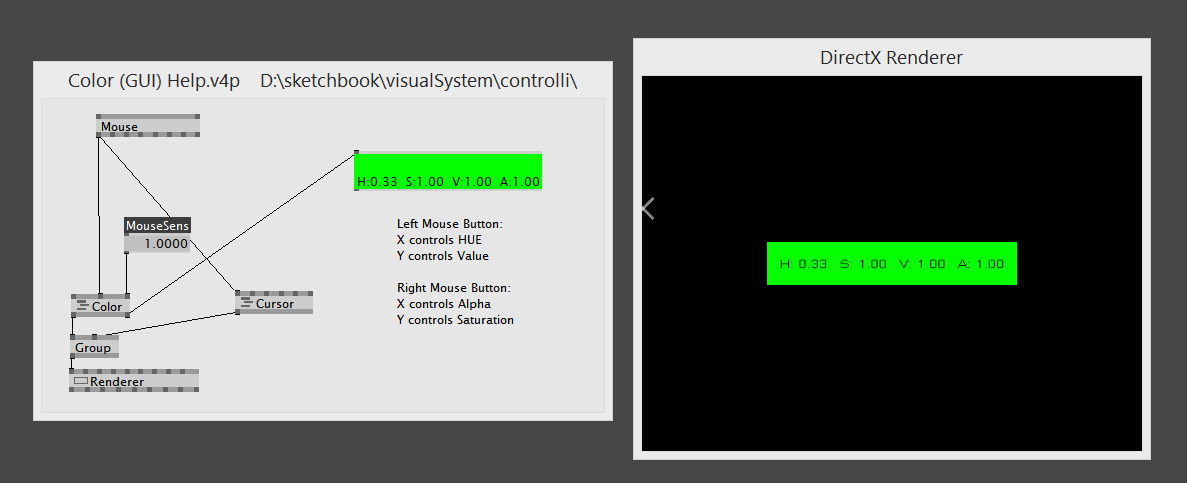 Color (GUI) Help.v4p D:\sketchbook\visualSystem\controlli\
Mouse
H:0.33 S:1.00 V:1.00 A:1.00
MouseSens
1.0000
Left Mouse Button:
X controls HUE
Y controls Value
Right Mouse Button:
X controls Alpha
Y controls Saturation
Color
Cursor
Group
Renderer
DirectX Renderer
H: 0.33 S: 1.00 V: 1.00 A: 1.00